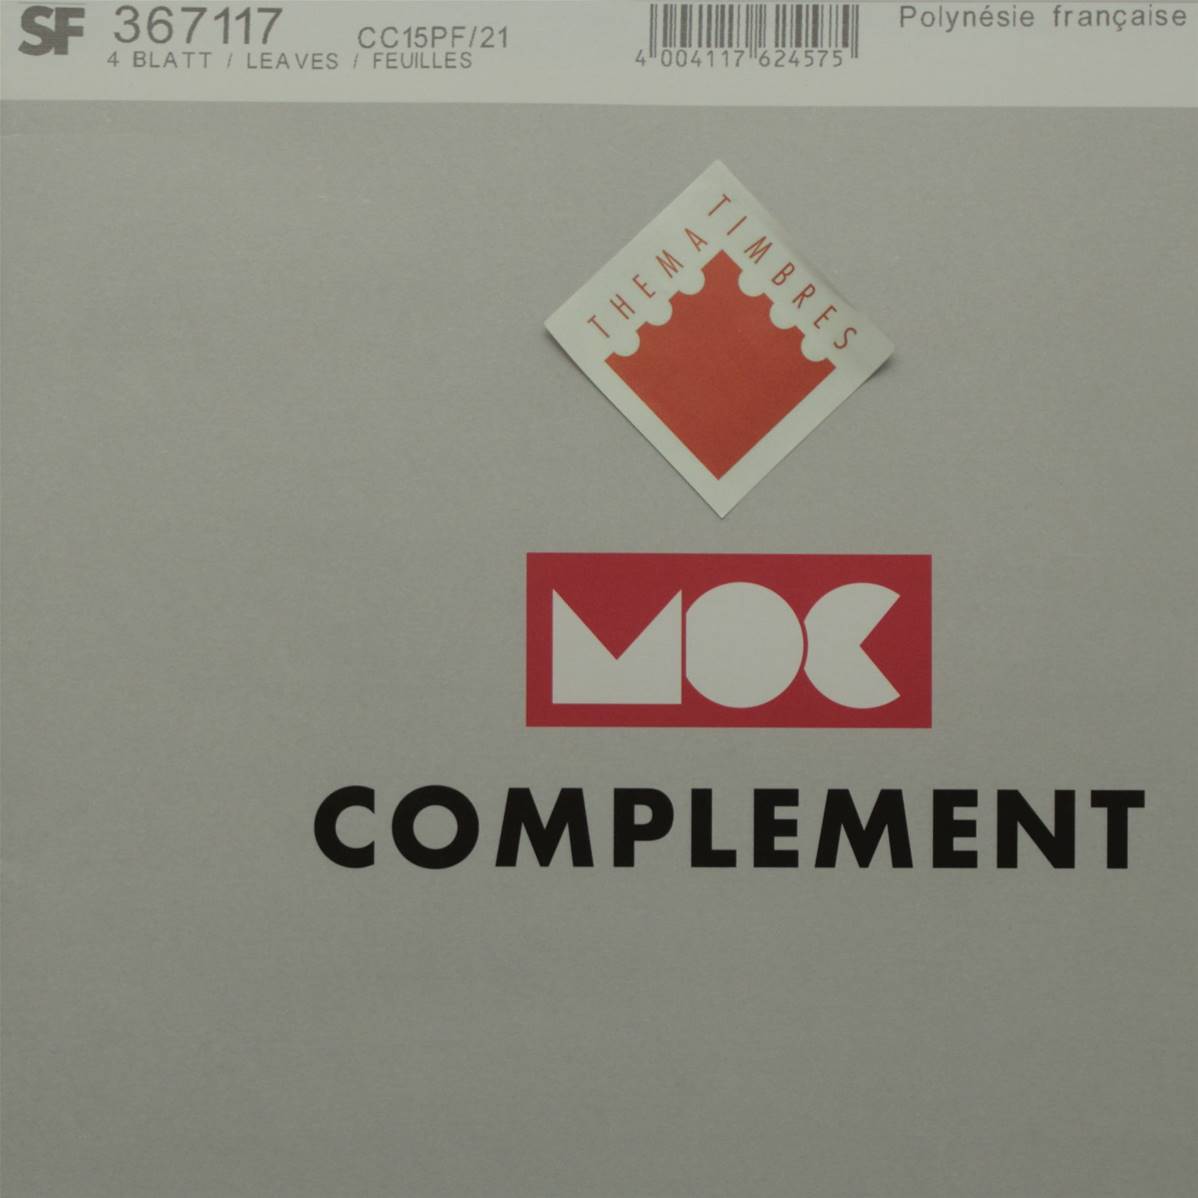 SF 367117 CC15PF/21
4 BLATT / LEAVES / FEUILLES
4 004117 624575
Polynésie française
THEMA TIMBRES
MOC
COMPLEMENT